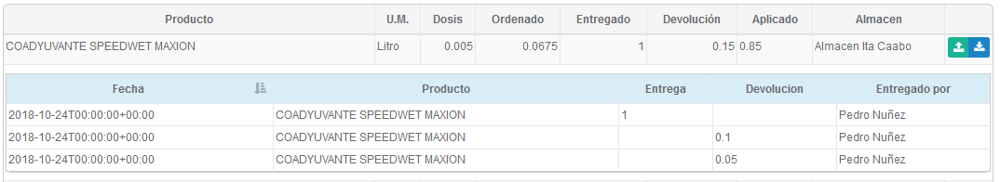 Producto U.M. Dosis Ordenado Entregado Devolución Aplicado Almacen
COADYUVANTE SPEEDWET MAXION Litro 0.005 0.0675 1 0.15 0.85 Almacen Ita Caabo
Fecha Producto Entrega Devolucion Entregado por
2018-10-24T00:00:00+00:00 COADYUVANTE SPEEDWET MAXION 1 Pedro Nuñez
2018-10-24T00:00:00+00:00 COADYUVANTE SPEEDWET MAXION 0.1 Pedro Nuñez
2018-10-24T00:00:00+00:00 COADYUVANTE SPEEDWET MAXION 0.05 Pedro Nuñez